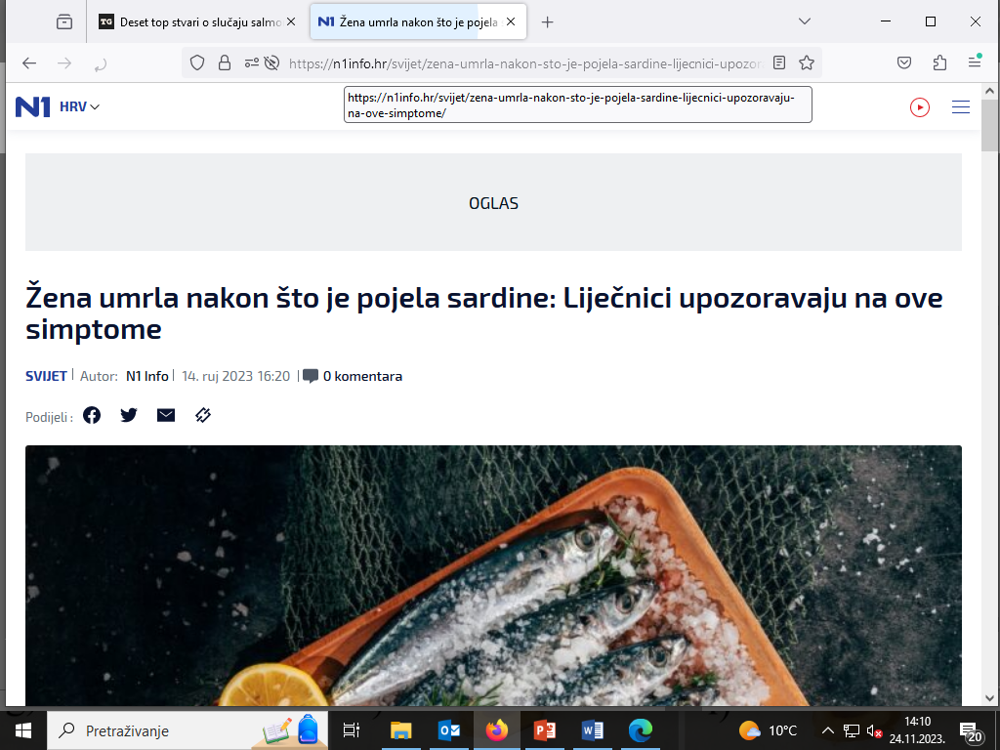 TG Deset top stvari o slučaju salmo
N1 Žena umrla nakon što je pojela
https://n1info.hr/svijet/zena-umrla-nakon-sto-je-pojela-sardine-lijecnici-upozor
N1 HRV
https://n1info.hr/svijet/zena-umrla-nakon-sto-je-pojela-sardine-lijecnici-upozoravaju-
na-ove-simptome/
OGLAS
Žena umrla nakon što je pojela sardine: Liječnici upozoravaju na ove
simptome
SVIJET | Autor: N1 Info | 14. ruj 2023 16:20 | 0 komentara
Podijeli :
Pretraživanje
10°C
14:10
24.11.2023.
20